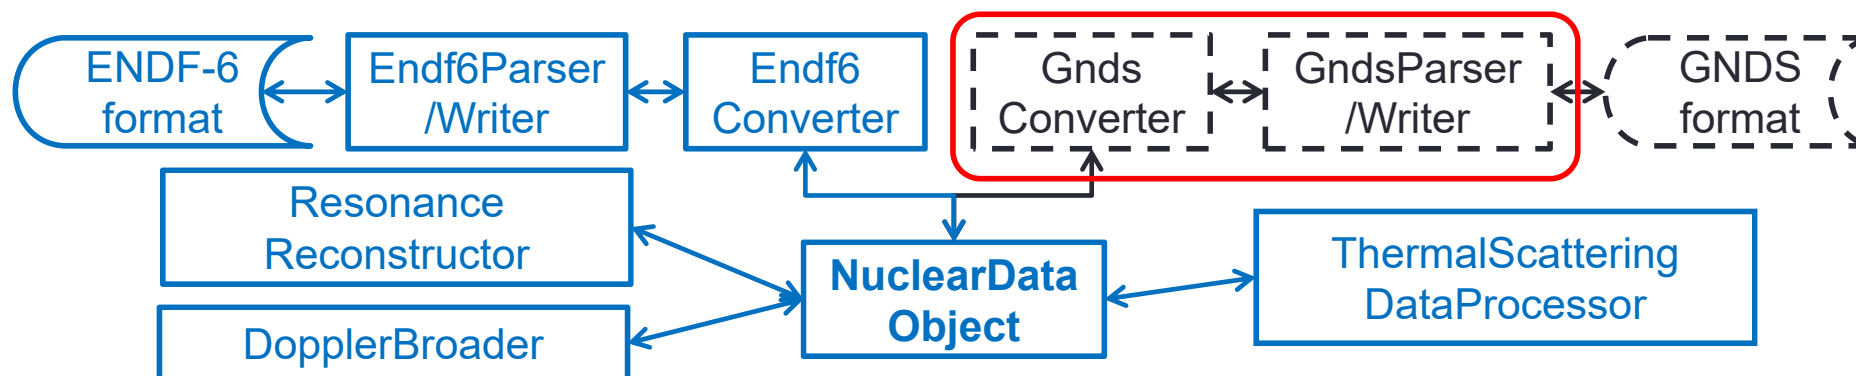 ENDF-6
format
Endf6Parser
/Writer
Endf6
Converter
Gnds
Converter
GndsParser
/Writer
GNDS
format
Resonance
Reconstructor
NuclearData
Object
ThermalScattering
DataProcessor
DopplerBroader